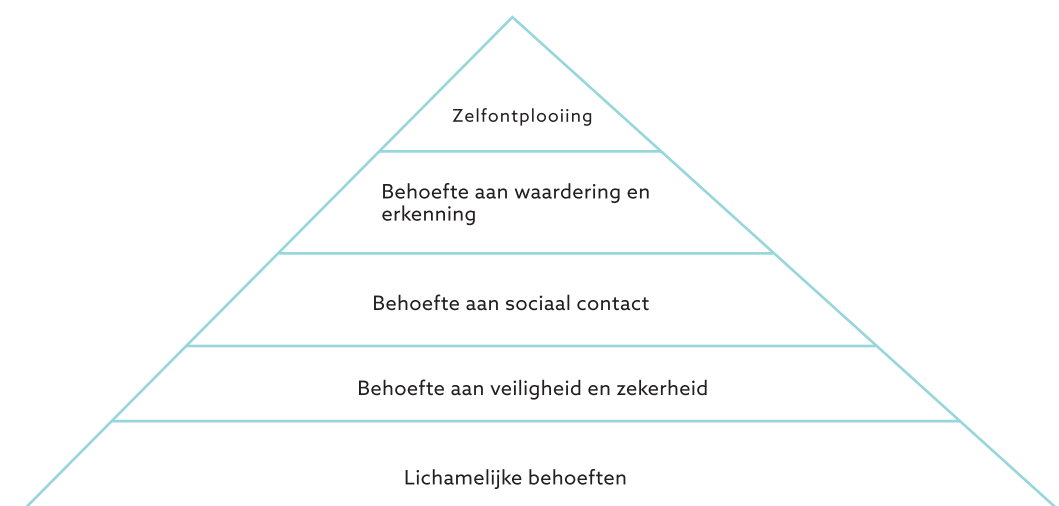 Zelfontplooiing
Behoefte aan waardering en
erkenning
Behoefte aan sociaal contact
Behoefte aan veiligheid en zekerheid
Lichamelijke behoeften